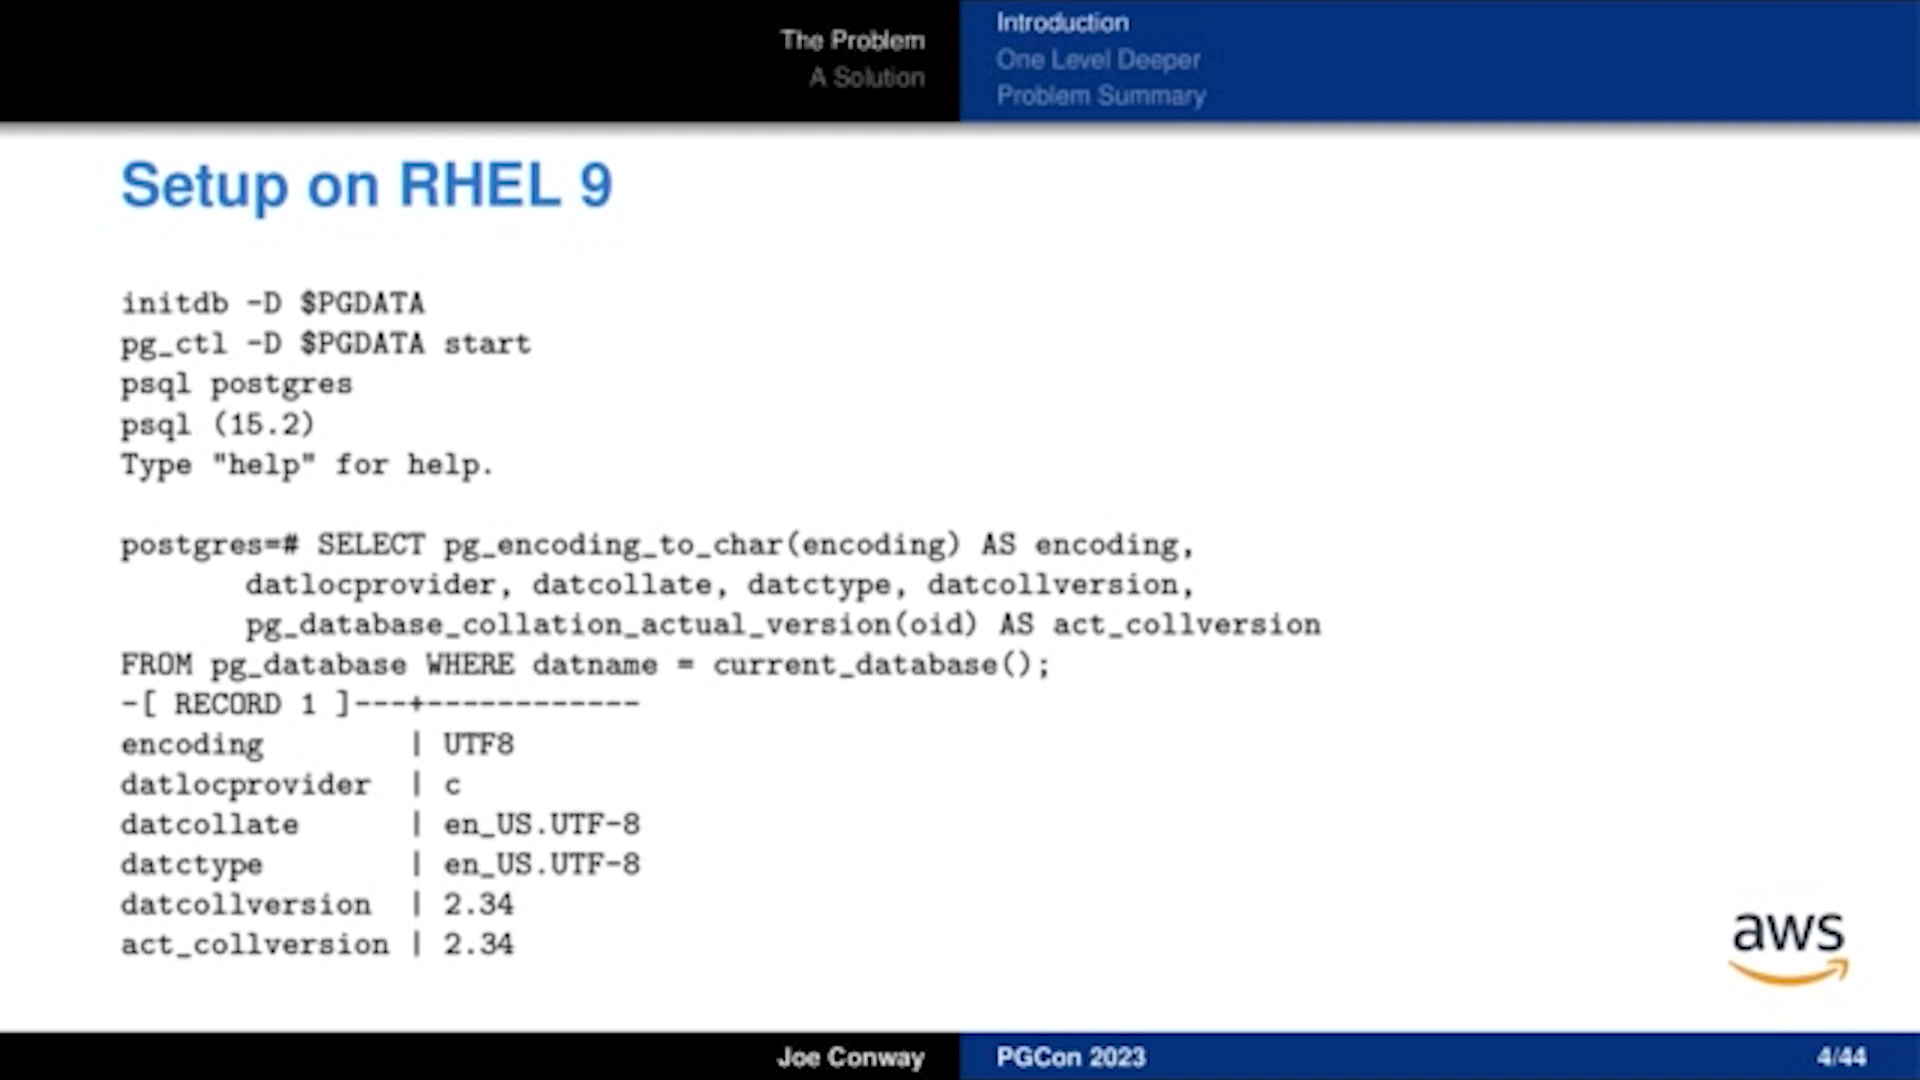 The Problem
A Solution
Introduction
One Level Deeper
Problem Summary
Setup on RHEL 9
initdb -D $PGDATA
pg_ctl -D $PGDATA start
psql postgres
psql (15.2)
Type "help" for help.
postgres=# SELECT pg_encoding_to_char(encoding) AS encoding,
       datlocprovider, datcollate, datctype, datcollversion,
       pg_database_collation_actual_version(oid) AS act_collversion
FROM pg_database WHERE datname = current_database();
-[ RECORD 1 ]---+------------
encoding        | UTF8
datlocprovider  | c
datcollate      | en_US.UTF-8
datctype        | en_US.UTF-8
datcollversion  | 2.34
act_collversion | 2.34
aws
Joe Conway
PGCon 2023
4/44